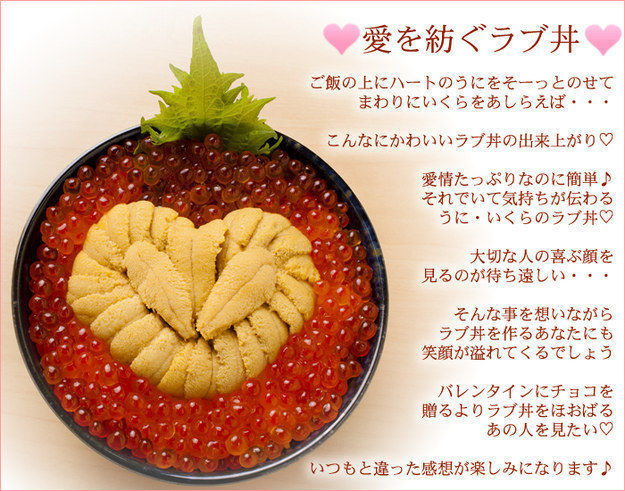 愛を紡ぐラブ丼
ご飯の上にハートのうにをそーっとのせて
まわりにいくらをあしらえば・・・
こんなにかわいいラブ丼の出来上がり♡
愛情たっぷりなのに簡単♪
それでいて気持ちが伝わる
うに・いくらのラブ丼♡
大切な人の喜ぶ顔を
見るのが待ち遠しい・・・
そんな事を想いながら
ラブ丼を作るあなたにも
笑顔が溢れてくるでしょう
バレンタインにチョコを
贈るよりラブ丼をほおばる
あの人を見たい♡
いつもと違った感想が楽しみになります♪